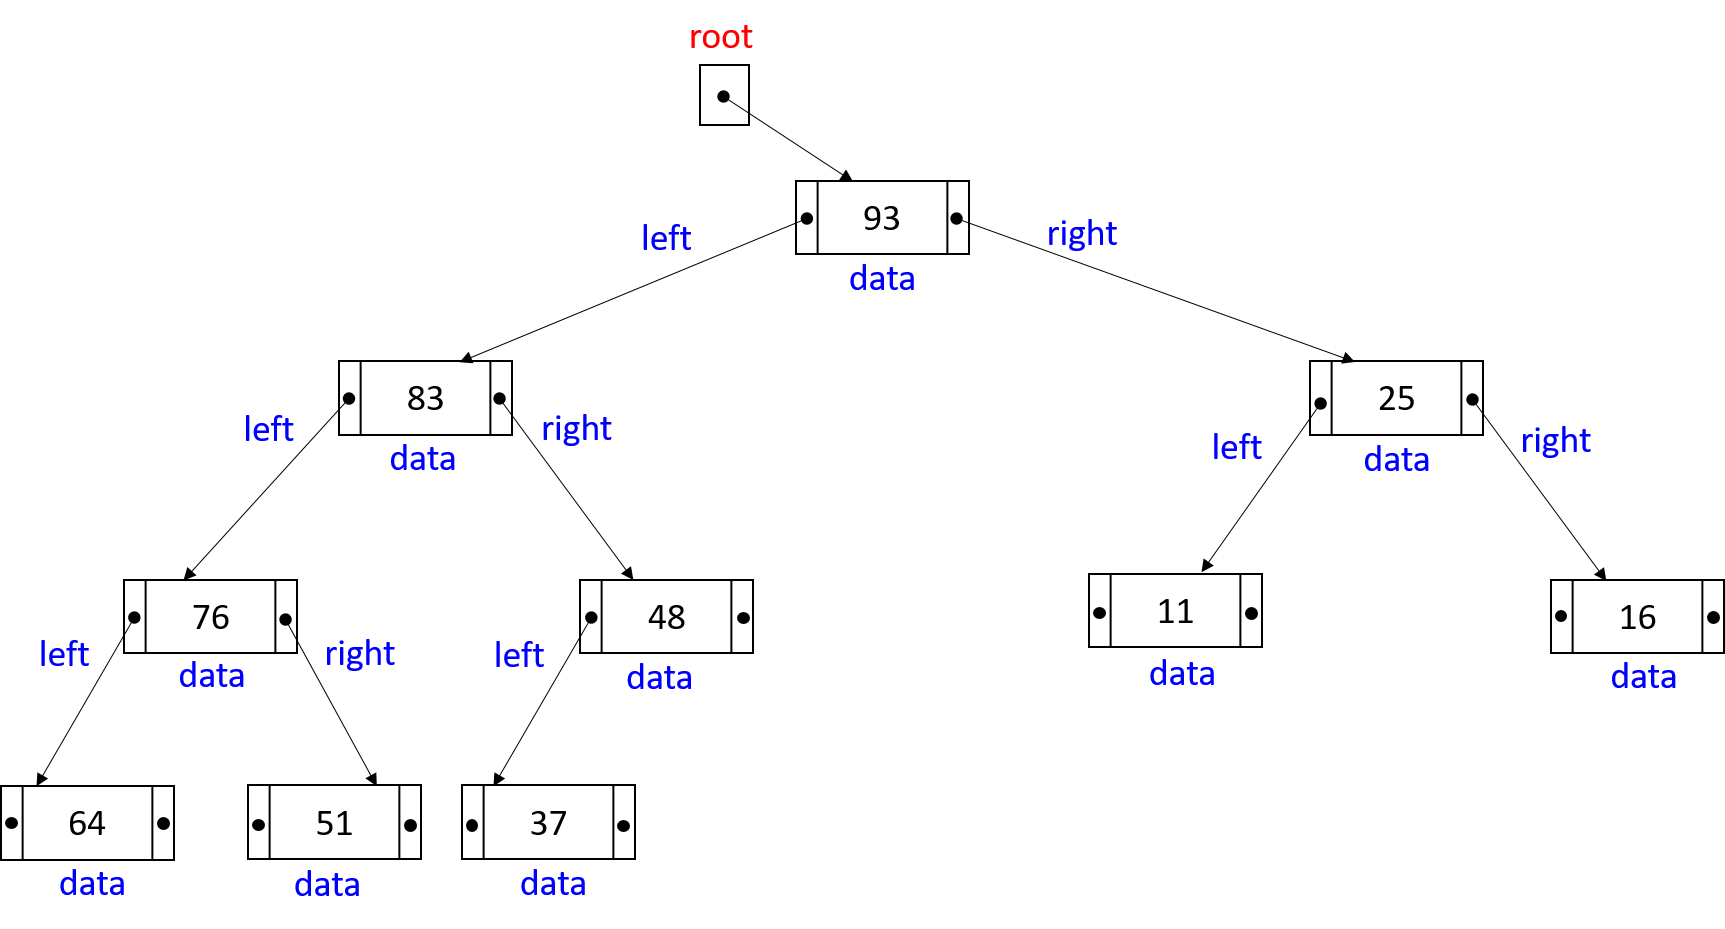 root
93
left
right
data
83
25
left
right
data
left
right
data
76
48
11
16
left
right
data
left
data
data
data
64
51
37
data
data
data